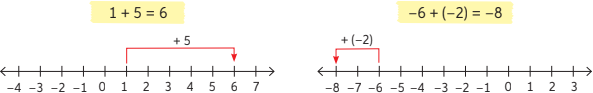 1 + 5 = 6
+ 5
−4 −3 −2 −1 0 1 2 3 4 5 6 7
−6 + (−2) = −8
+ (−2)
−8 −7 −6 −5 −4 −3 −2 −1 0 1 2 3